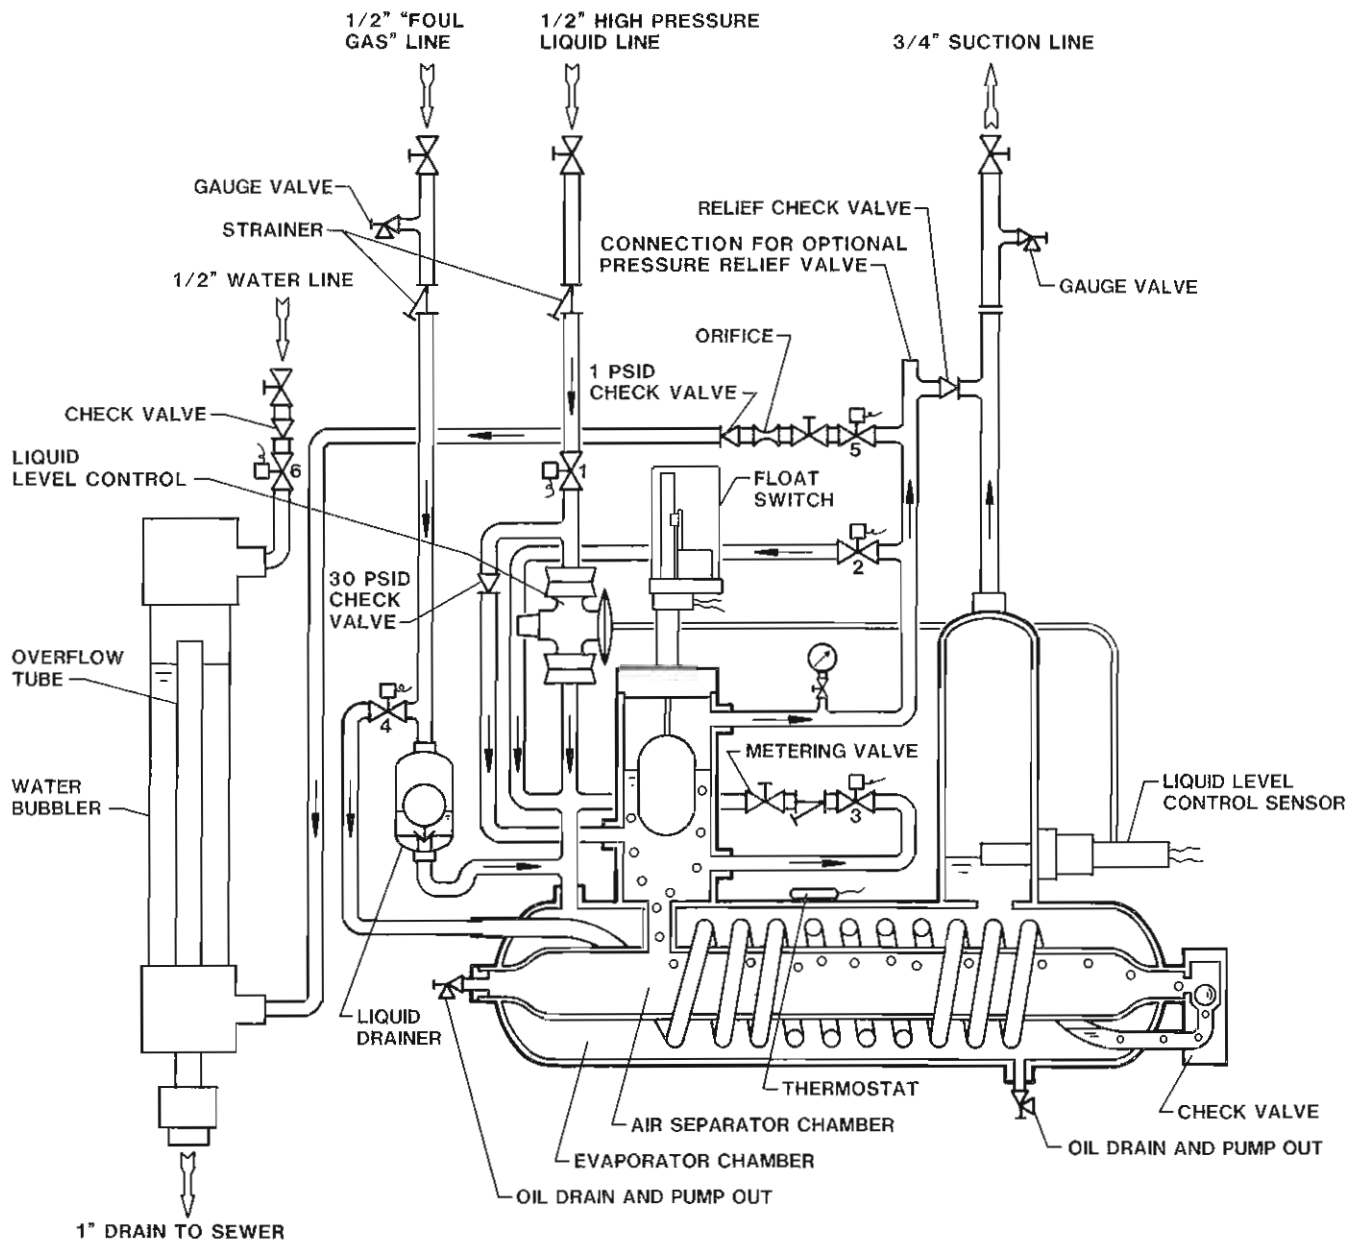 1/2" "FOUL
GAS" LINE
1/2" HIGH PRESSURE
LIQUID LINE
3/4" SUCTION LINE
GAUGE VALVE
STRAINER
1/2" WATER LINE
RELIEF CHECK VALVE
CONNECTION FOR OPTIONAL
PRESSURE RELIEF VALVE
GAUGE VALVE
ORIFICE
1 PSID
CHECK VALVE
CHECK VALVE
LIQUID
LEVEL CONTROL
6
1
5
FLOAT
SWITCH
2
30 PSID
CHECK
VALVE
OVERFLOW
TUBE
4
METERING VALVE
WATER
BUBBLER
3
LIQUID LEVEL
CONTROL SENSOR
LIQUID
DRAINER
THERMOSTAT
CHECK VALVE
AIR SEPARATOR CHAMBER
OIL DRAIN AND PUMP OUT
EVAPORATOR CHAMBER
OIL DRAIN AND PUMP OUT
1" DRAIN TO SEWER